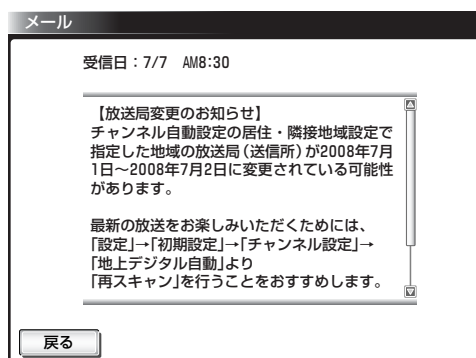 メール
受信日：7/7 AM8:30
【放送局変更のお知らせ】
チャンネル自動設定の居住・隣接地域設定で
指定した地域の放送局（送信所）が2008年7月
1日～2008年7月2日に変更されている可能性
があります。
最新の放送をお楽しみいただくためには、
「設定」→「初期設定」→「チャンネル設定」→
「地上デジタル自動」より
「再スキャン」を行うことをおすすめします。
戻る